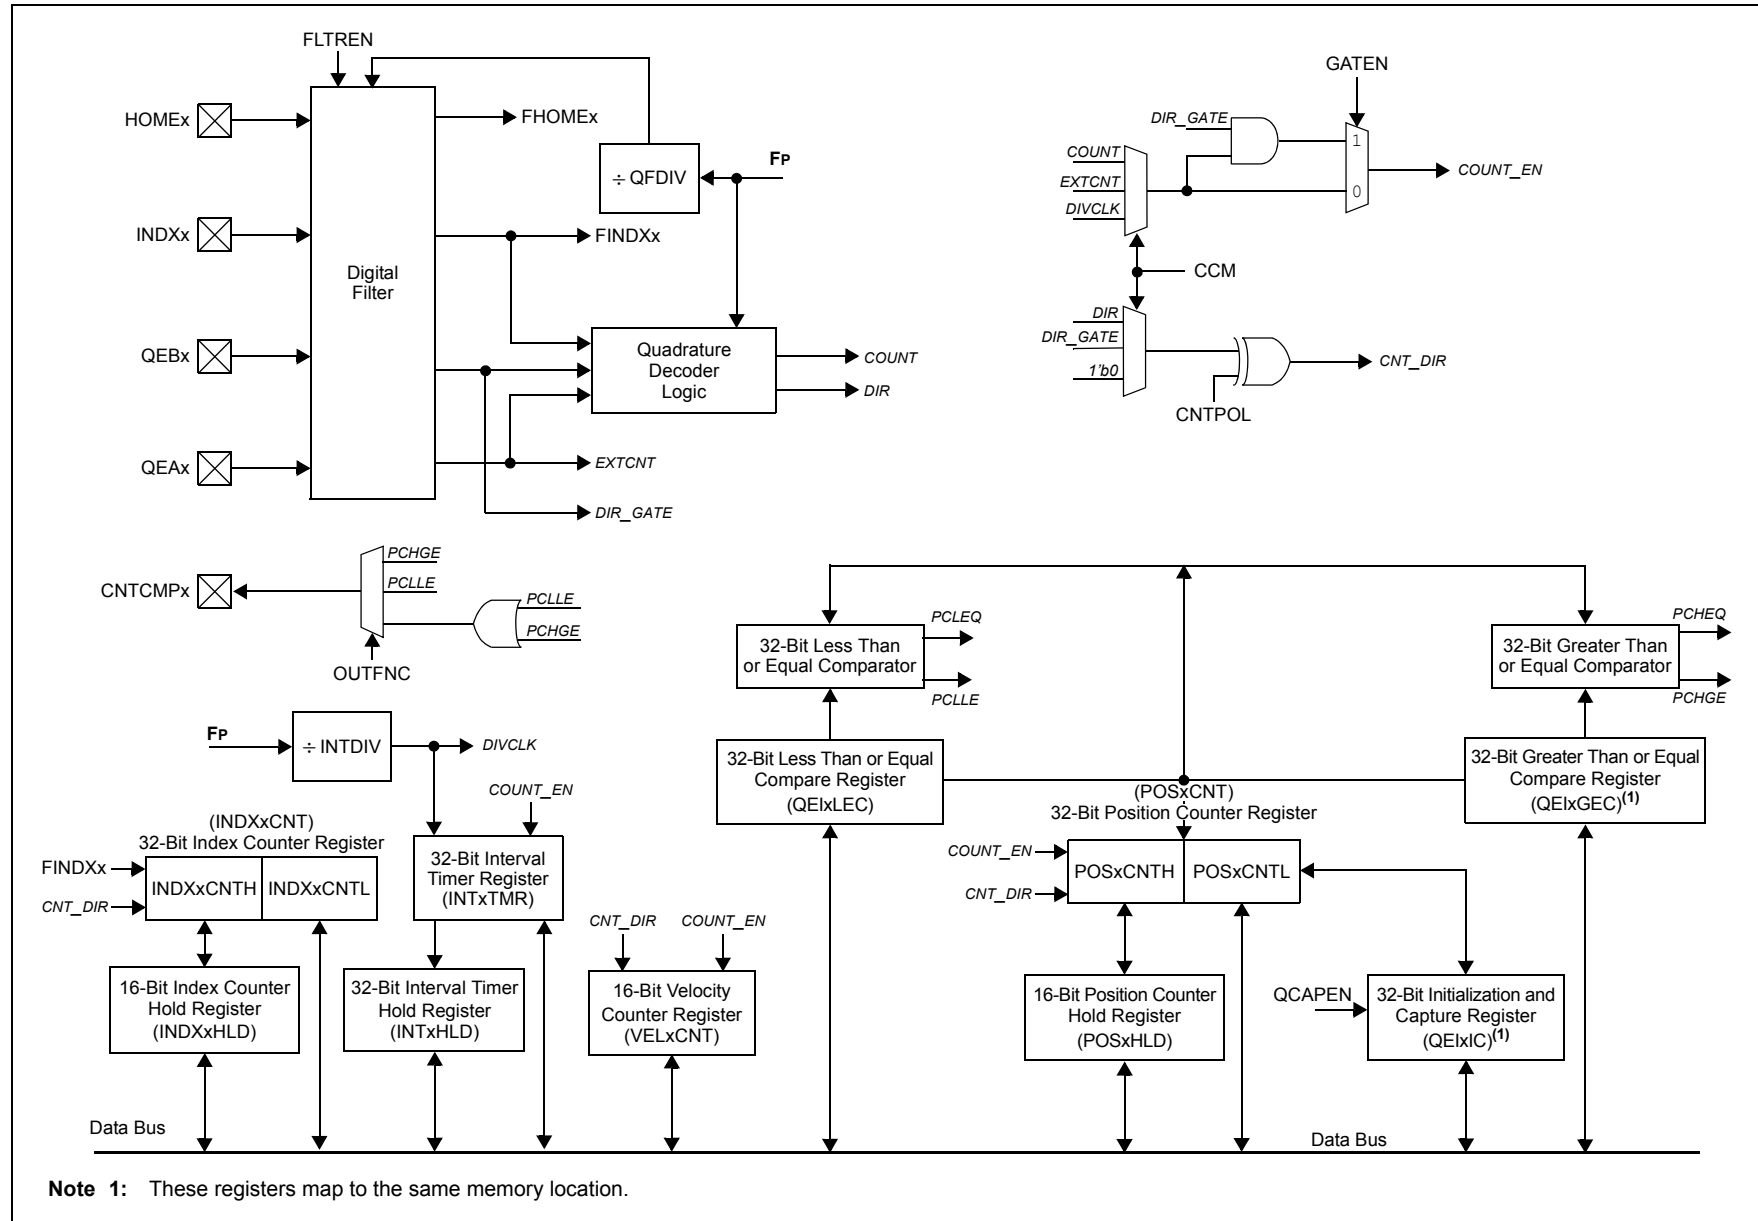 FLTREN
HOMEx
FHOMEx
÷ QFDIV
FP
INDXx
FINDXx
Digital
Filter
QEBx
Quadrature
Decoder
Logic
COUNT
DIR
QEAx
EXTCNT
DIR_GATE
GATEN
DIR_GATE
COUNT
EXTCNT
DIVCLK
1
0
COUNT_EN
CCM
DIR
DIR_GATE
1'b0
CNT_DIR
CNTPOL
CNTCMPx
PCHGE
PCLLE
PCLLE
PCHGE
OUTFNC
FP
÷ INTDIV
DIVCLK
COUNT_EN
32-Bit Less Than
or Equal Comparator
PCLEQ
PCLLE
32-Bit Greater Than
or Equal Comparator
PCHEQ
PCHGE
32-Bit Less Than or Equal
Compare Register
(QEIxLEC)
32-Bit Greater Than or Equal
Compare Register
(QEIxGEC)(1)
(INDXxCNT)
32-Bit Index Counter Register
FINDXx
CNT_DIR
INDXxCNTH
INDXxCNTL
32-Bit Interval
Timer Register
(INTxTMR)
(POSxCNT)
32-Bit Position Counter Register
COUNT_EN
CNT_DIR
POSxCNTH
POSxCNTL
CNT_DIR
COUNT_EN
16-Bit Index Counter
Hold Register
(INDXxHLD)
32-Bit Interval Timer
Hold Register
(INTxHLD)
16-Bit Velocity
Counter Register
(VELxCNT)
16-Bit Position Counter
Hold Register
(POSxHLD)
QCAPEN
32-Bit Initialization and
Capture Register
(QEIxIC)(1)
Data Bus
Data Bus
Note 1: These registers map to the same memory location.